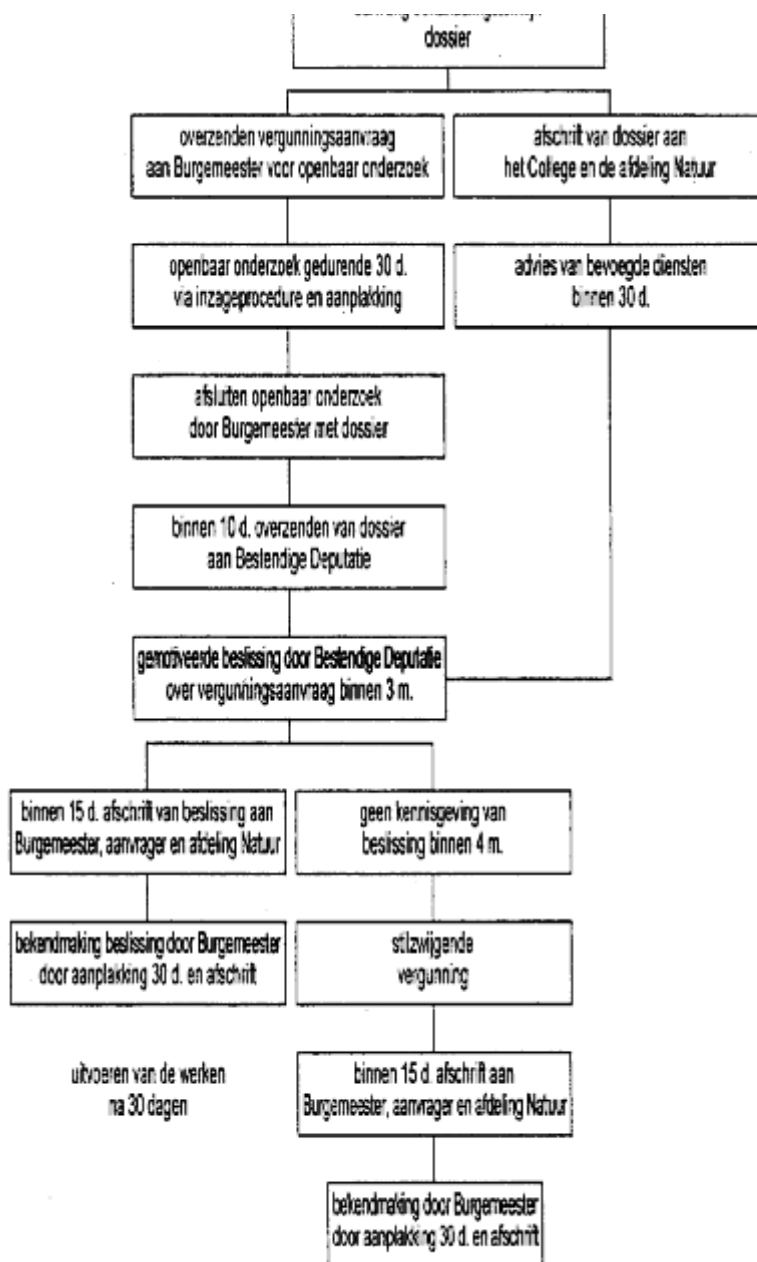 dossier
overzenden vergunningsaanvraag
aan Burgemeester voor openbaar onderzoek
afschrift van dossier aan
het College en de afdeling Natuur
openbaar onderzoek gedurende 30 d.
via inzageprocedure en aanplakking
advies van bevoegde diensten
binnen 30 d.
afsluiten openbaar onderzoek
door Burgemeester met dossier
binnen 10 d. overzenden van dossier
aan Bestendige Deputatie
gemotiveerde beslissing door Bestendige Deputatie
over vergunningsaanvraag binnen 3 m.
binnen 15 d. afschrift van beslissing aan
Burgemeester, aanvrager en afdeling Natuur
geen kennisgeving van
beslissing binnen 4 m.
bekendmaking beslissing door Burgemeester
door aanplakking 30 d. en afschrift
stilzwijgende
vergunning
uitvoeren van de werken
na 30 dagen
binnen 15 d. afschrift aan
Burgemeester, aanvrager en afdeling Natuur
bekendmaking door Burgemeester
door aanplakking 30 d. en afschrift